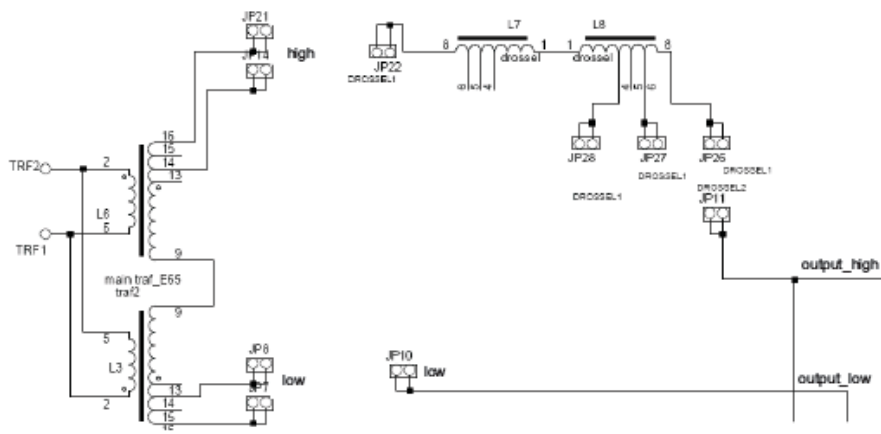 JP21
high
JP14
16
15
14
13
TRF2
2
L6
6
TRF1
9
main traf_E65
traf2
9
5
L3
2
JP8
low
JP7
13
14
15
JP22
DROSSEL1
8
L7
drossel
1
1
L8
drossel
8
JP28
DROSSEL1
JP27
DROSSEL1
JP26
DROSSEL1
DROSSEL2
JP11
output_high
JP10
low
output_low